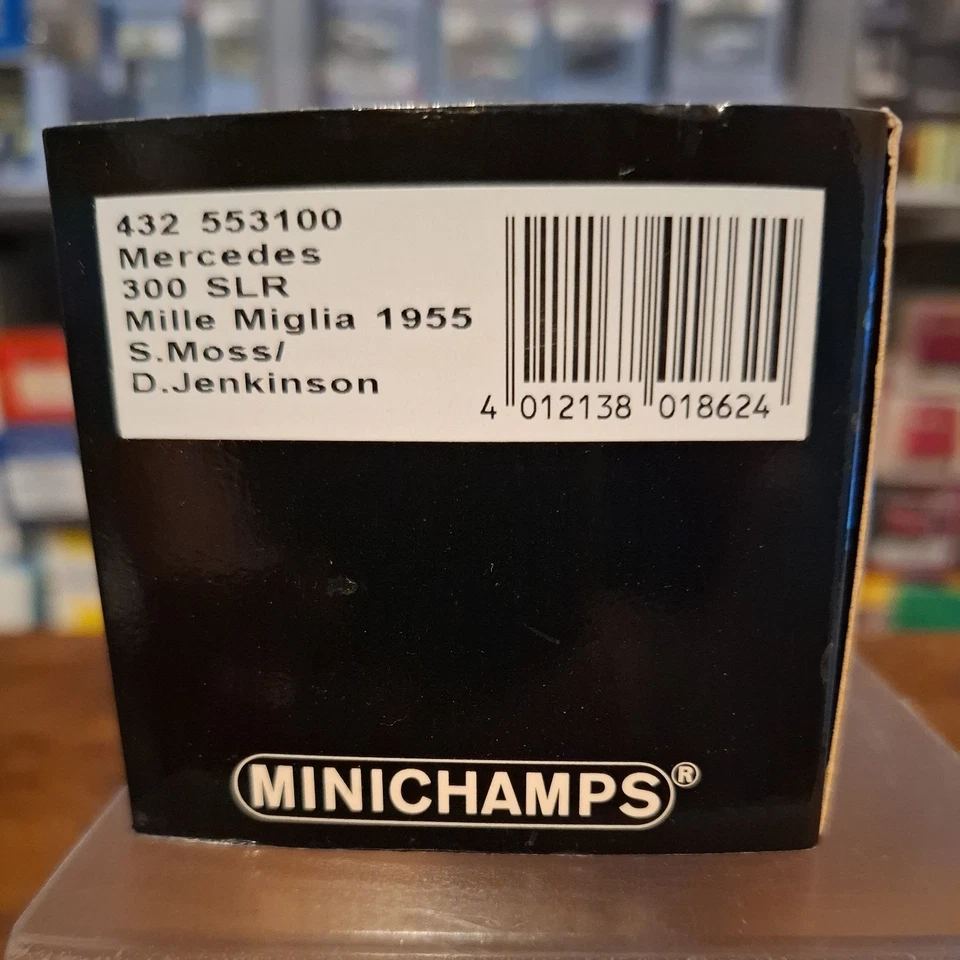 432 553100
Mercedes
300 SLR
Mille Miglia 1955
S.Moss/
D.Jenkinson
4 012138 018624
MINICHAMPS®